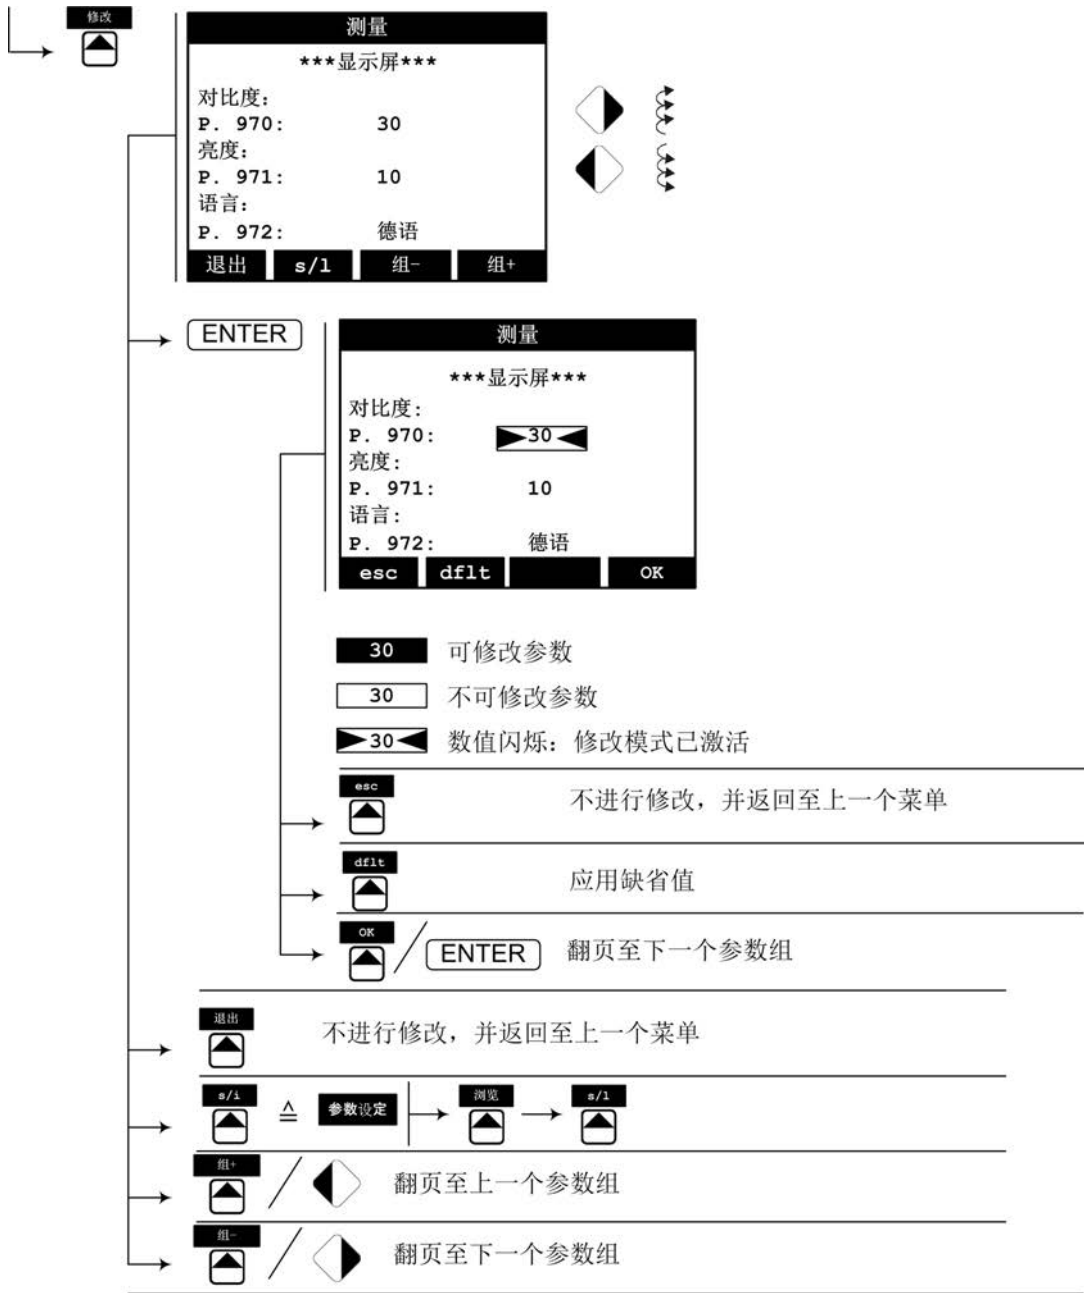 修改
测量
***显示屏***
对比度：
P. 970: 30
亮度：
P. 971: 10
语言：
P. 972: 德语
退出 s/l 组- 组+
ENTER
测量
***显示屏***
对比度：
P. 970: 30
亮度：
P. 971: 10
语言：
P. 972: 德语
esc dflt OK
30 可修改参数
30 不可修改参数
30 数值闪烁：修改模式已激活
esc
不进行修改，并返回至上一个菜单
dflt
应用缺省值
OK
ENTER 翻页至下一个参数组
退出
不进行修改，并返回至上一个菜单
s/i ≙ 参数设定 浏览 s/l
组+
/ 翻页至上一个参数组
组-
/ 翻页至下一个参数组